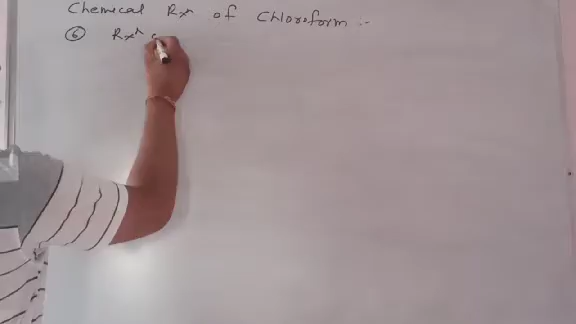 Chemical Rxn of Chloroform :-
⑥ Rxn